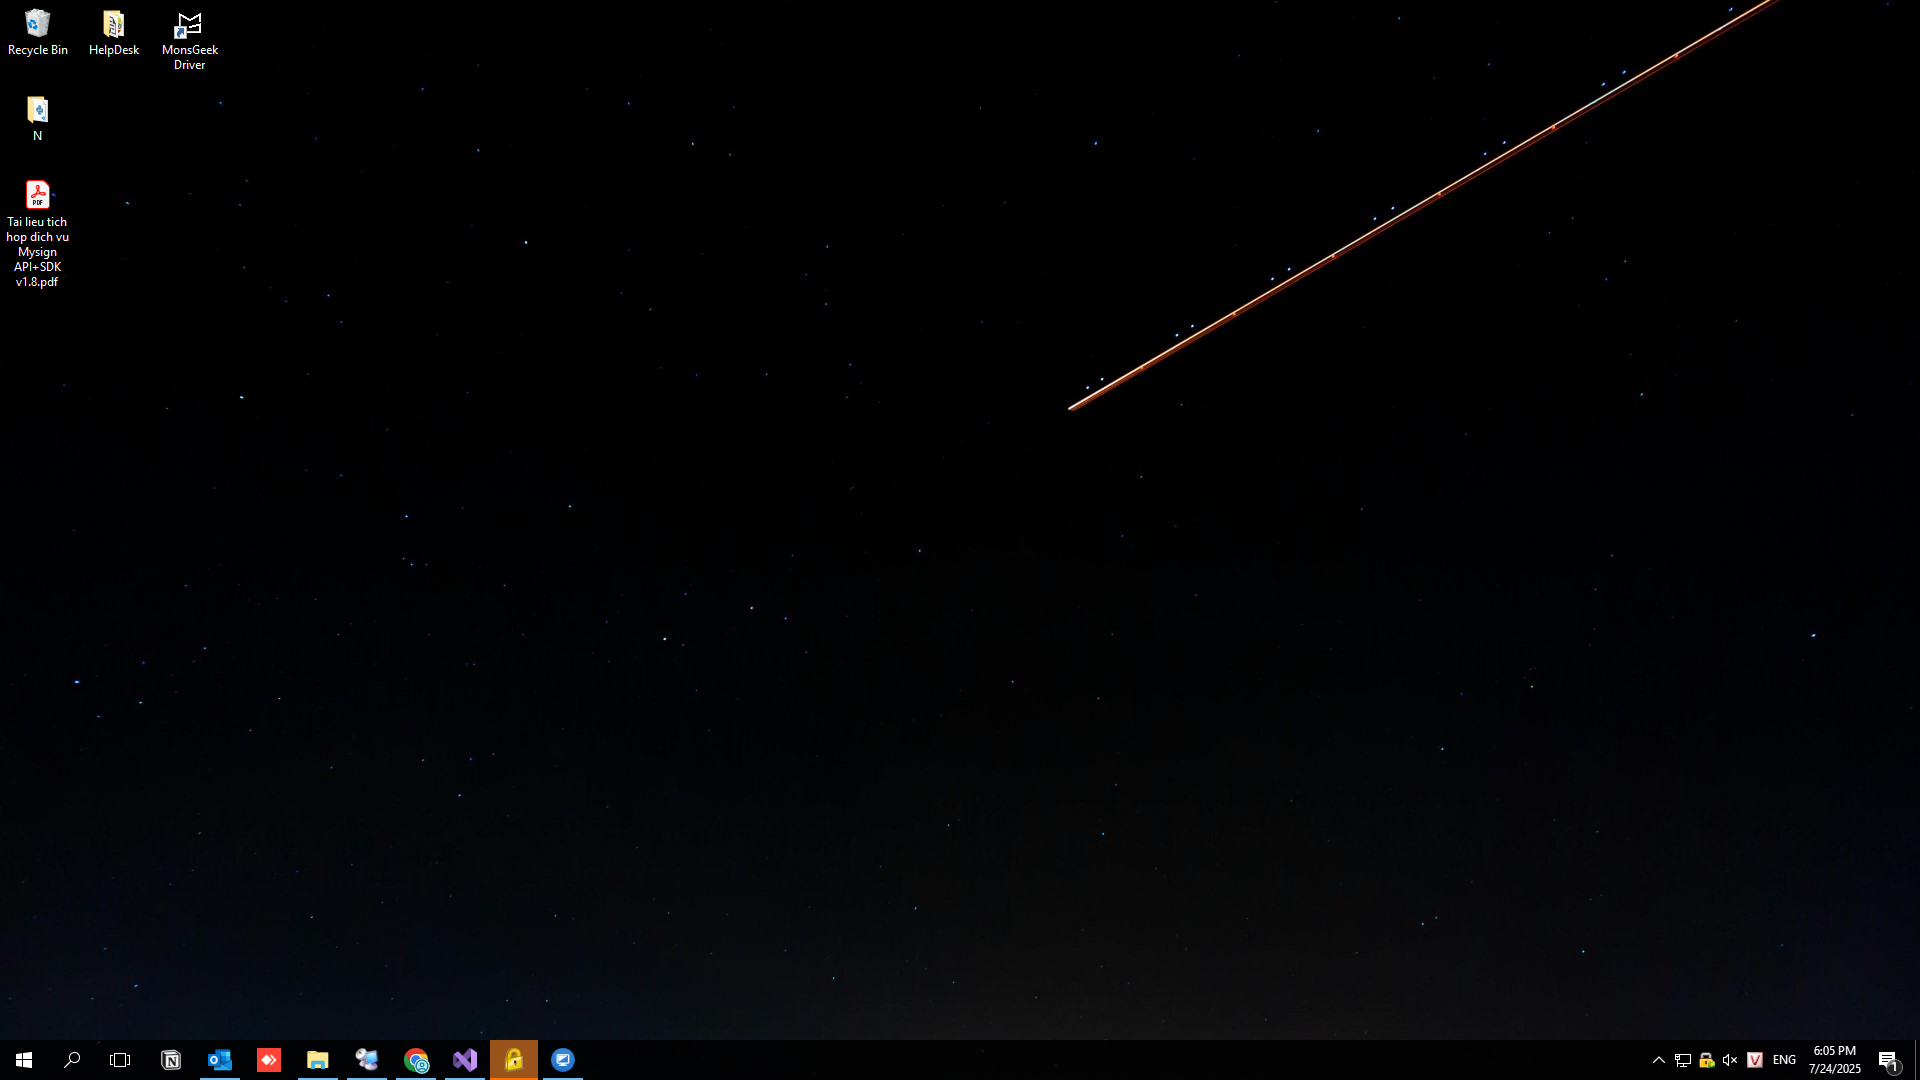 Recycle Bin
HelpDesk
MonsGeek
Driver
N
PDF
Tai lieu tich
hop dich vu
Mysign
API+SDK
v1.8.pdf
ENG
6:05 PM
7/24/2025
1